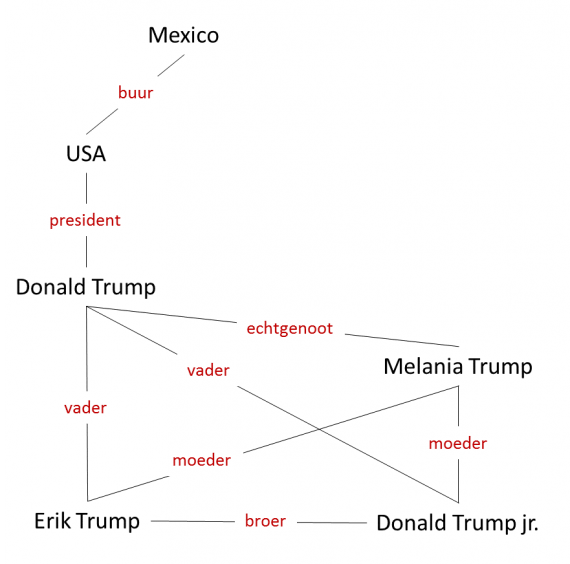 Mexico
buur
USA
president
Donald Trump
echtgenoot
Melania Trump
vader
vader
moeder
moeder
Erik Trump
broer
Donald Trump jr.